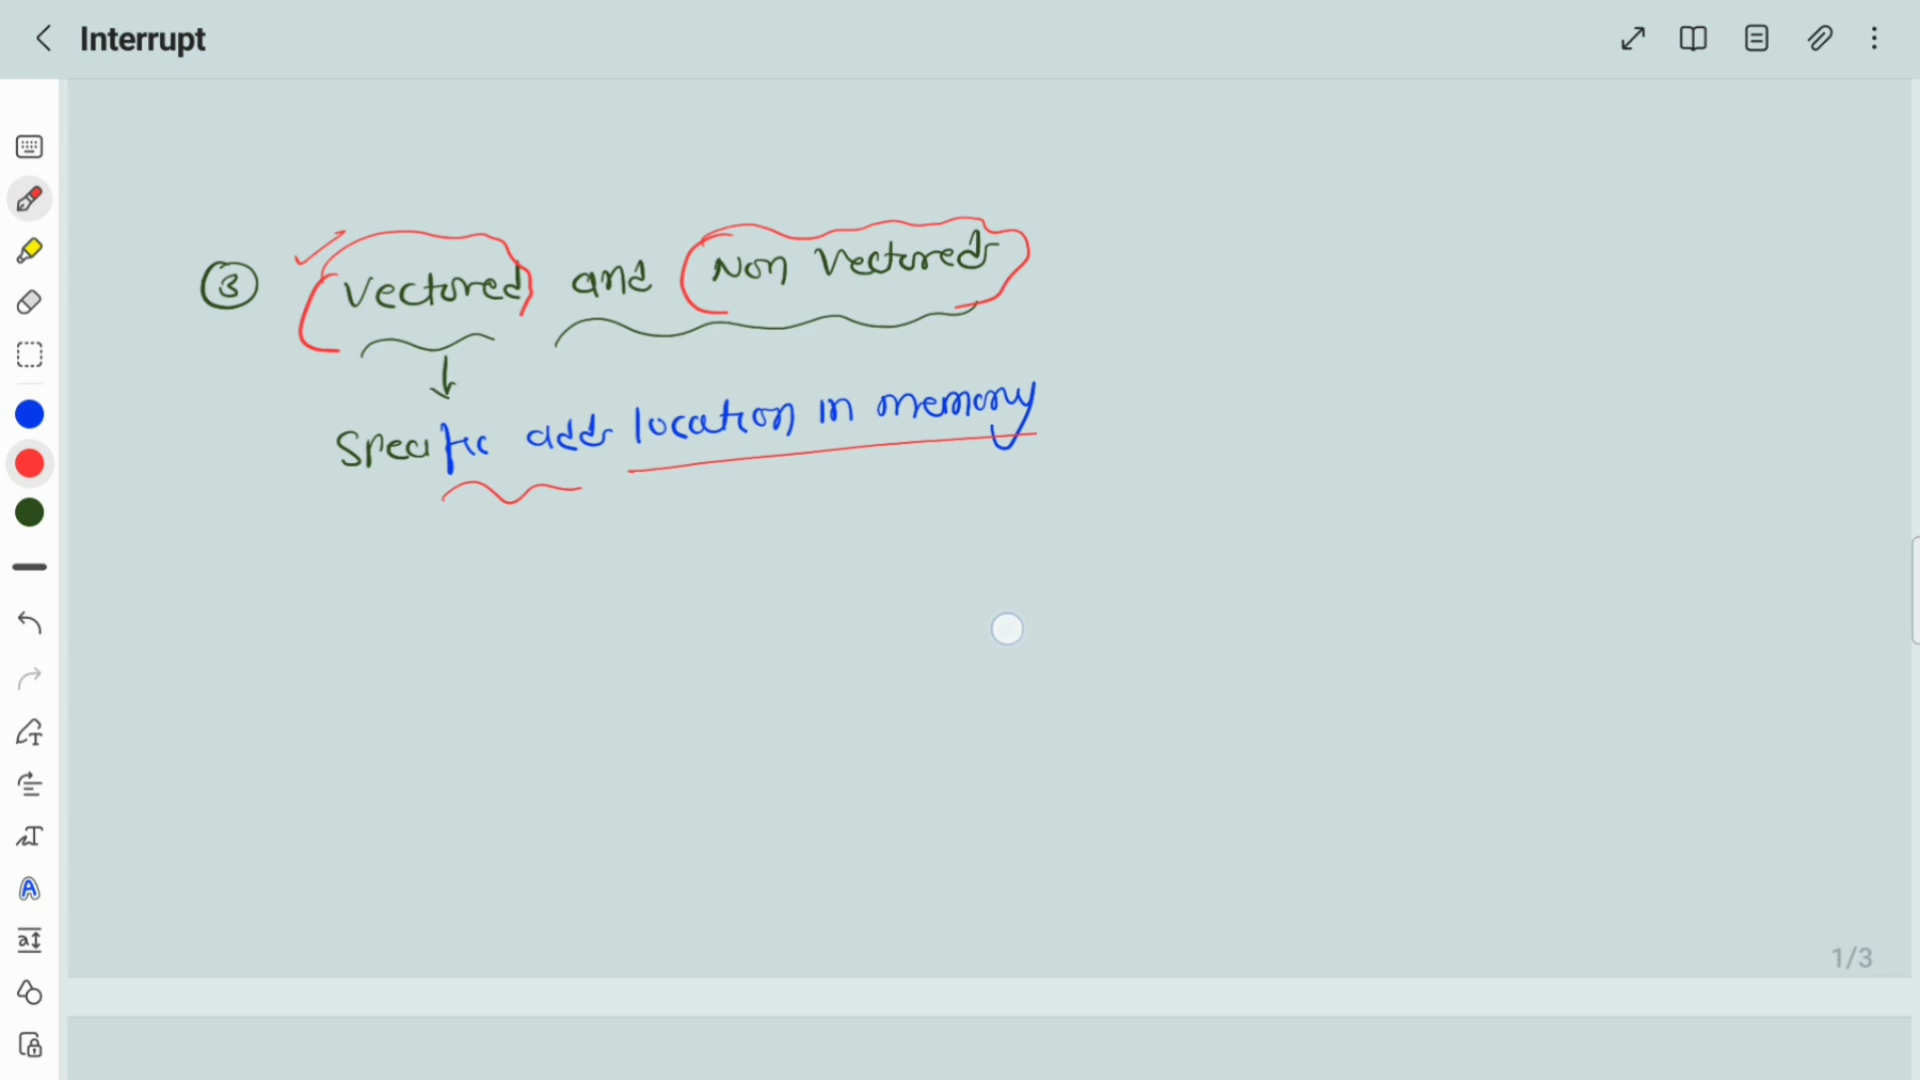 Interrupt
③ Vectored and Non Vectored
Specific addr location in memory
1/3